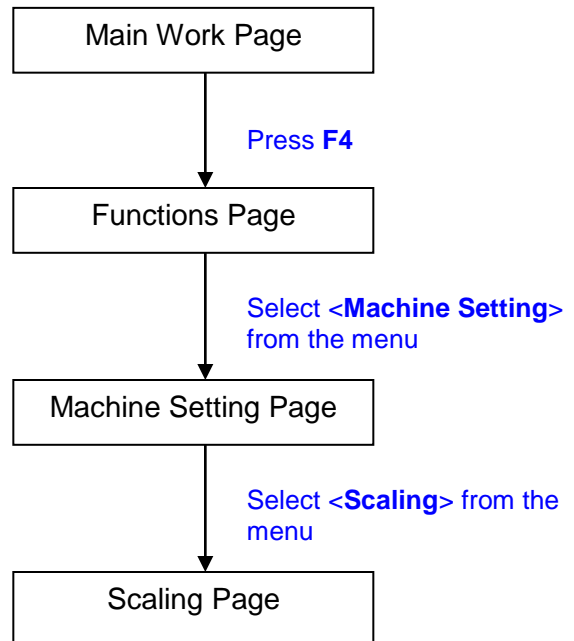 Main Work Page
Press F4
Functions Page
Select <Machine Setting>
from the menu
Machine Setting Page
Select <Scaling> from the
menu
Scaling Page